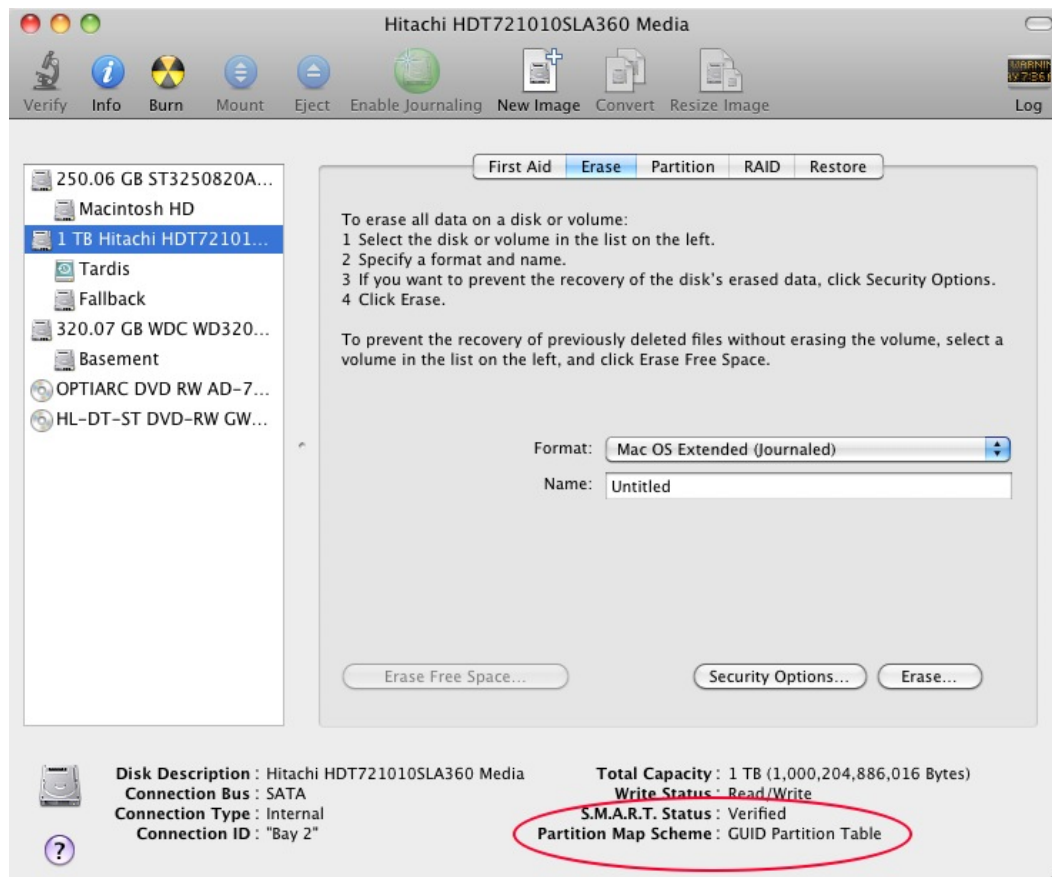 Hitachi HDT721010SLA360 Media
Verify Info Burn Mount Eject Enable Journaling New Image Convert Resize Image Log
First Aid Erase Partition RAID Restore
250.06 GB ST3250820A...
Macintosh HD
1 TB Hitachi HDT72101...
Tardis
Fallback
320.07 GB WDC WD320...
Basement
OPTIARC DVD RW AD-7...
HL-DT-ST DVD-RW GW...
To erase all data on a disk or volume:
1 Select the disk or volume in the list on the left.
2 Specify a format and name.
3 If you want to prevent the recovery of the disk's erased data, click Security Options.
4 Click Erase.
To prevent the recovery of previously deleted files without erasing the volume, select a
volume in the list on the left, and click Erase Free Space.
Format: Mac OS Extended (Journaled)
Name: Untitled
Erase Free Space... Security Options... Erase...
Disk Description : Hitachi HDT721010SLA360 Media
Connection Bus : SATA
Connection Type : Internal
Connection ID : "Bay 2"
Total Capacity : 1 TB (1,000,204,886,016 Bytes)
Write Status : Read/Write
S.M.A.R.T. Status : Verified
Partition Map Scheme : GUID Partition Table
?